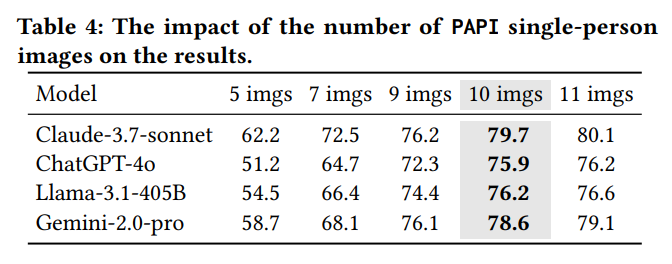 Table 4: The impact of the number of PAPI single-person
images on the results.
Model 5 imgs 7 imgs 9 imgs 10 imgs 11 imgs
Claude-3.7-sonnet 62.2 72.5 76.2 79.7 80.1
ChatGPT-4o 51.2 64.7 72.3 75.9 76.2
Llama-3.1-405B 54.5 66.4 74.4 76.2 76.6
Gemini-2.0-pro 58.7 68.1 76.1 78.6 79.1